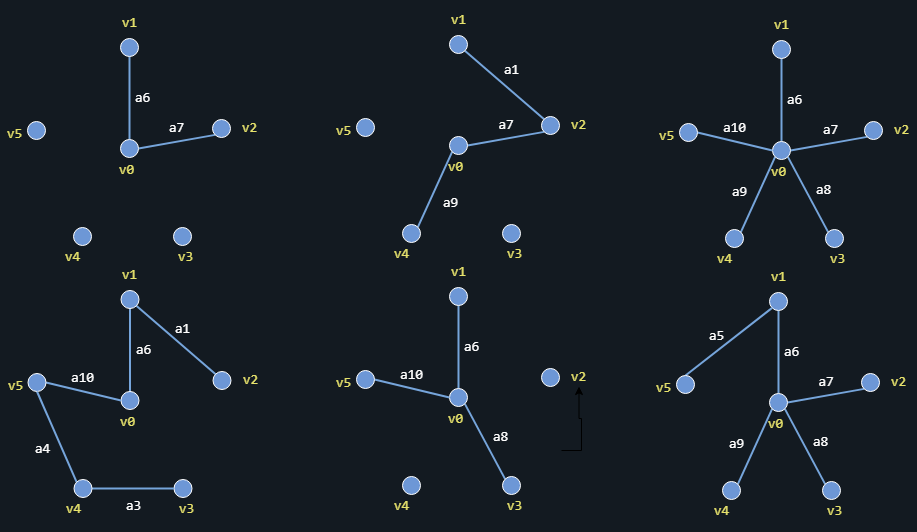 v1 v1 v1
a6 a1 a6
v5 a7 v2 v5 a7 v2 v5 a10 a7 v2
v0 v0 v0
a9 a9 a8
v4 v3 v4 v3 v4 v3
v1 v1 v1
a6 a1 a6 a5 a6
v5 a10 v2 v5 a10 v2 v5 a7 v2
v0 v0 v0
a4 a8 a9 a8
v4 a3 v3 v4 v3 v4 v3